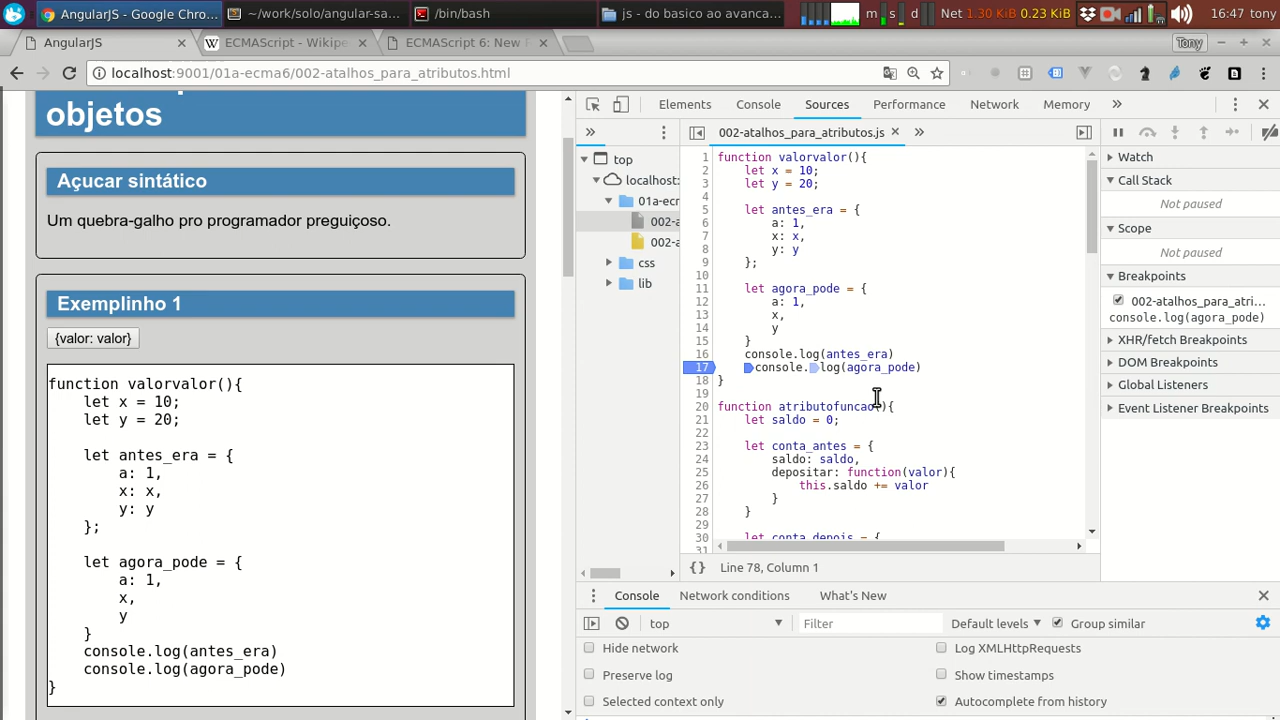 AngularJS - Google Chro...
~/work/solo/angular-sa...
/bin/bash
js - do basico ao avanca...
m s d Net 1.30 KiB 0.23 KiB
16:47 tony
AngularJS
ECMAScript - Wikipe
ECMAScript 6: New F
Tony
localhost:9001/01a-ecma6/002-atalhos_para_atributos.html
objetos
Açucar sintático
Um quebra-galho pro programador preguiçoso.
Exemplinho 1
{valor: valor}
function valorvalor(){
let x = 10;
let y = 20;
let antes_era = {
a: 1,
x: x,
y: y
};
let agora_pode = {
a: 1,
x,
y
}
console.log(antes_era)
console.log(agora_pode)
}
Elements Console Sources Performance Network Memory »
»
002-atalhos_para_atributos.js
»
top
localhost:
01a-ecr
002-a
002-a
css
lib
1 function valorvalor(){
2 let x = 10;
3 let y = 20;
4
5 let antes_era = {
6 a: 1,
7 x: x,
8 y: y
9 };
10
11 let agora_pode = {
12 a: 1,
13 x,
14 y
15 }
16 console.log(antes_era)
17 console.log(agora_pode)
18 }
19
20 function atributofuncao(){
21 let saldo = 0;
22
23 let conta_antes = {
24 saldo: saldo,
25 depositar: function(valor){
26 this.saldo += valor
27 }
28 }
29
30 let conta_depois = {
31
{} Line 78, Column 1
Watch
Call Stack
Not paused
Scope
Not paused
Breakpoints
002-atalhos_para_atri...
console.log(agora_pode)
XHR/fetch Breakpoints
DOM Breakpoints
Global Listeners
Event Listener Breakpoints
Console Network conditions What's New
top
Filter
Default levels
Group similar
Hide network
Log XMLHttpRequests
Preserve log
Show timestamps
Selected context only
Autocomplete from history